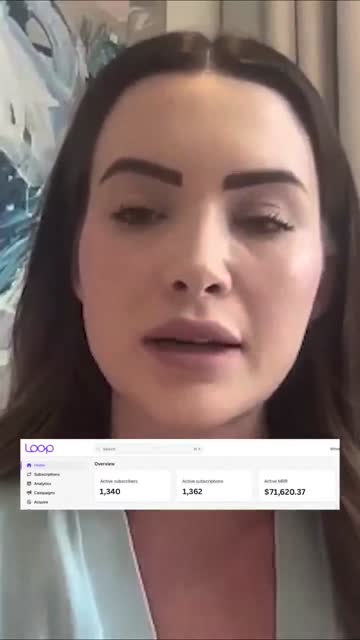 Loop
Search
⌘ K
Home
Overview
Subscriptions
Analytics
Campaigns
Acquire
Active subscribers
1,340
Active subscriptions
1,362
Active MRR
$71,620.37